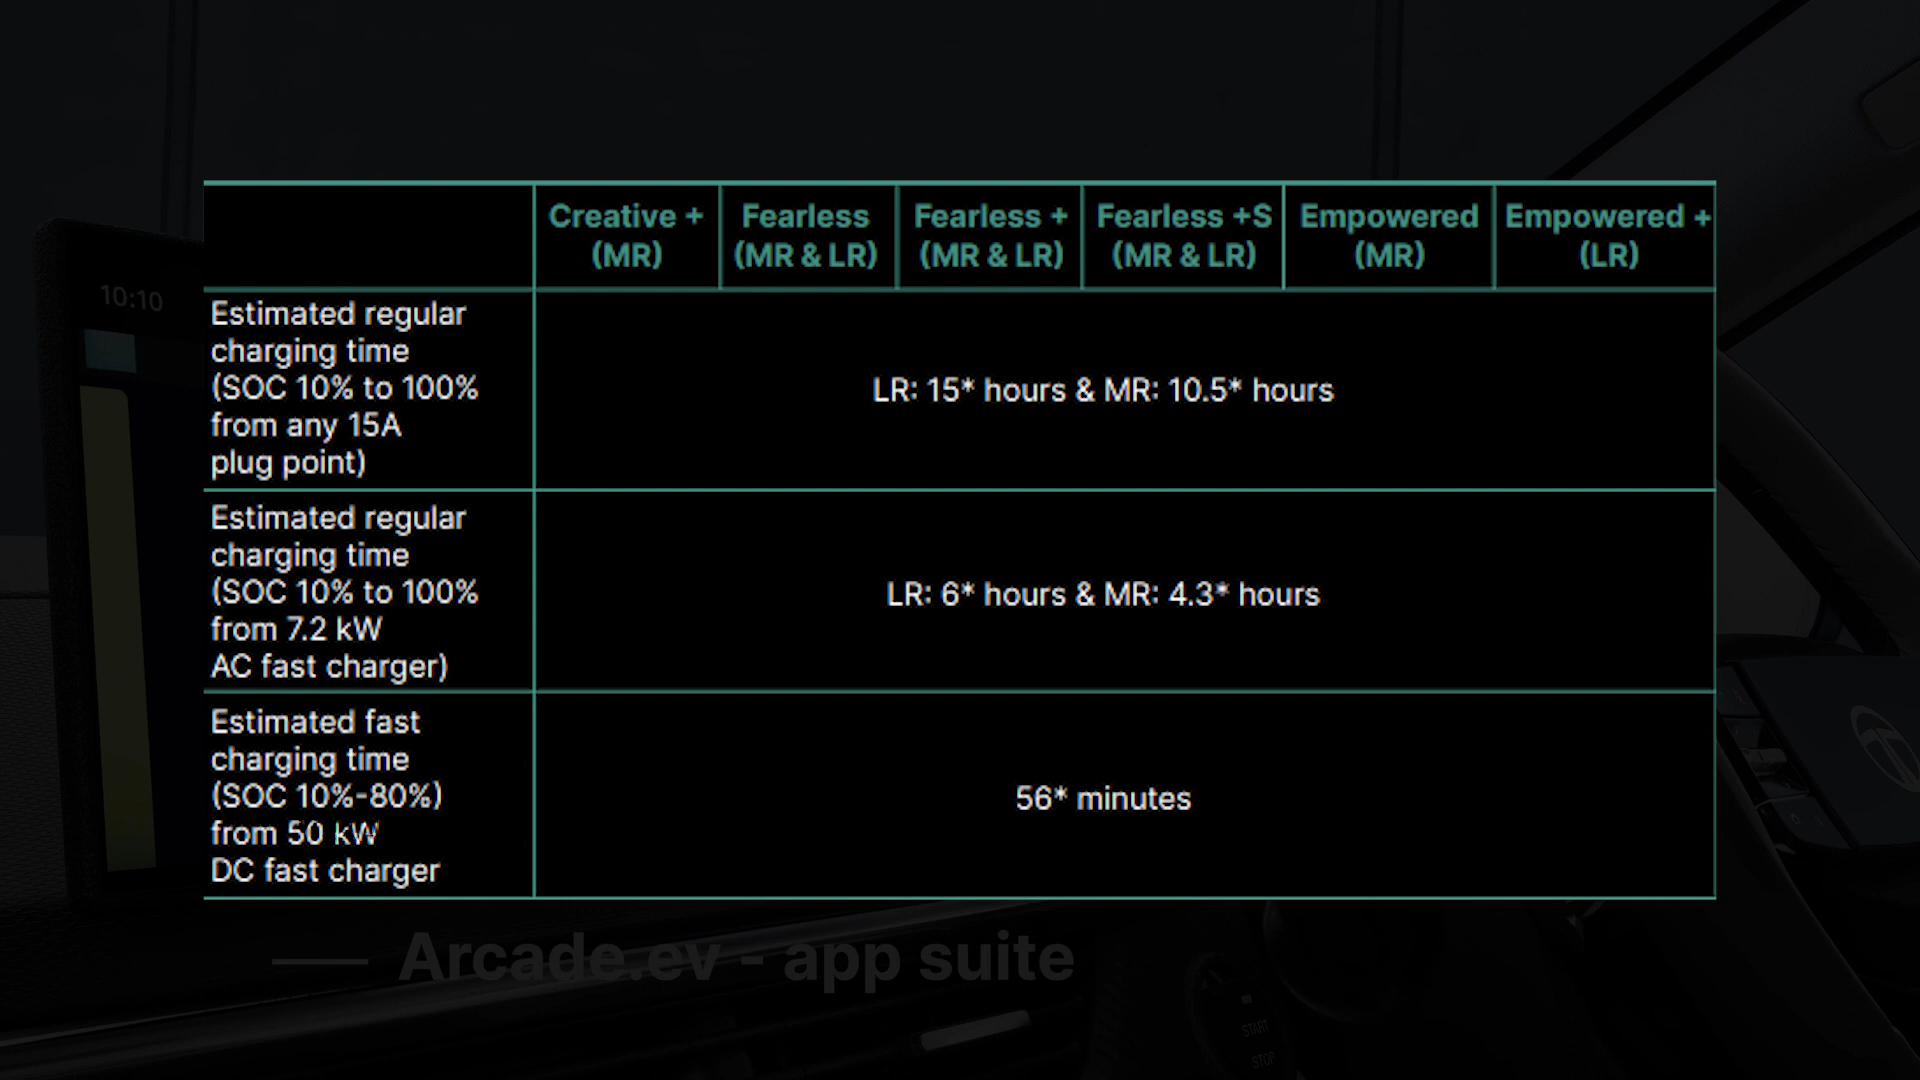 Creative +
(MR)
Fearless
(MR & LR)
Fearless +
(MR & LR)
Fearless +S
(MR & LR)
Empowered
(MR)
Empowered +
(LR)
10:10
Estimated regular
charging time
(SOC 10% to 100%
from any 15A
plug point)
LR: 15* hours & MR: 10.5* hours
Estimated regular
charging time
(SOC 10% to 100%
from 7.2 kW
AC fast charger)
LR: 6* hours & MR: 4.3* hours
Estimated fast
charging time
(SOC 10%-80%)
from 50 kW
DC fast charger
56* minutes
Arcade.ev - app suite
START
STOP